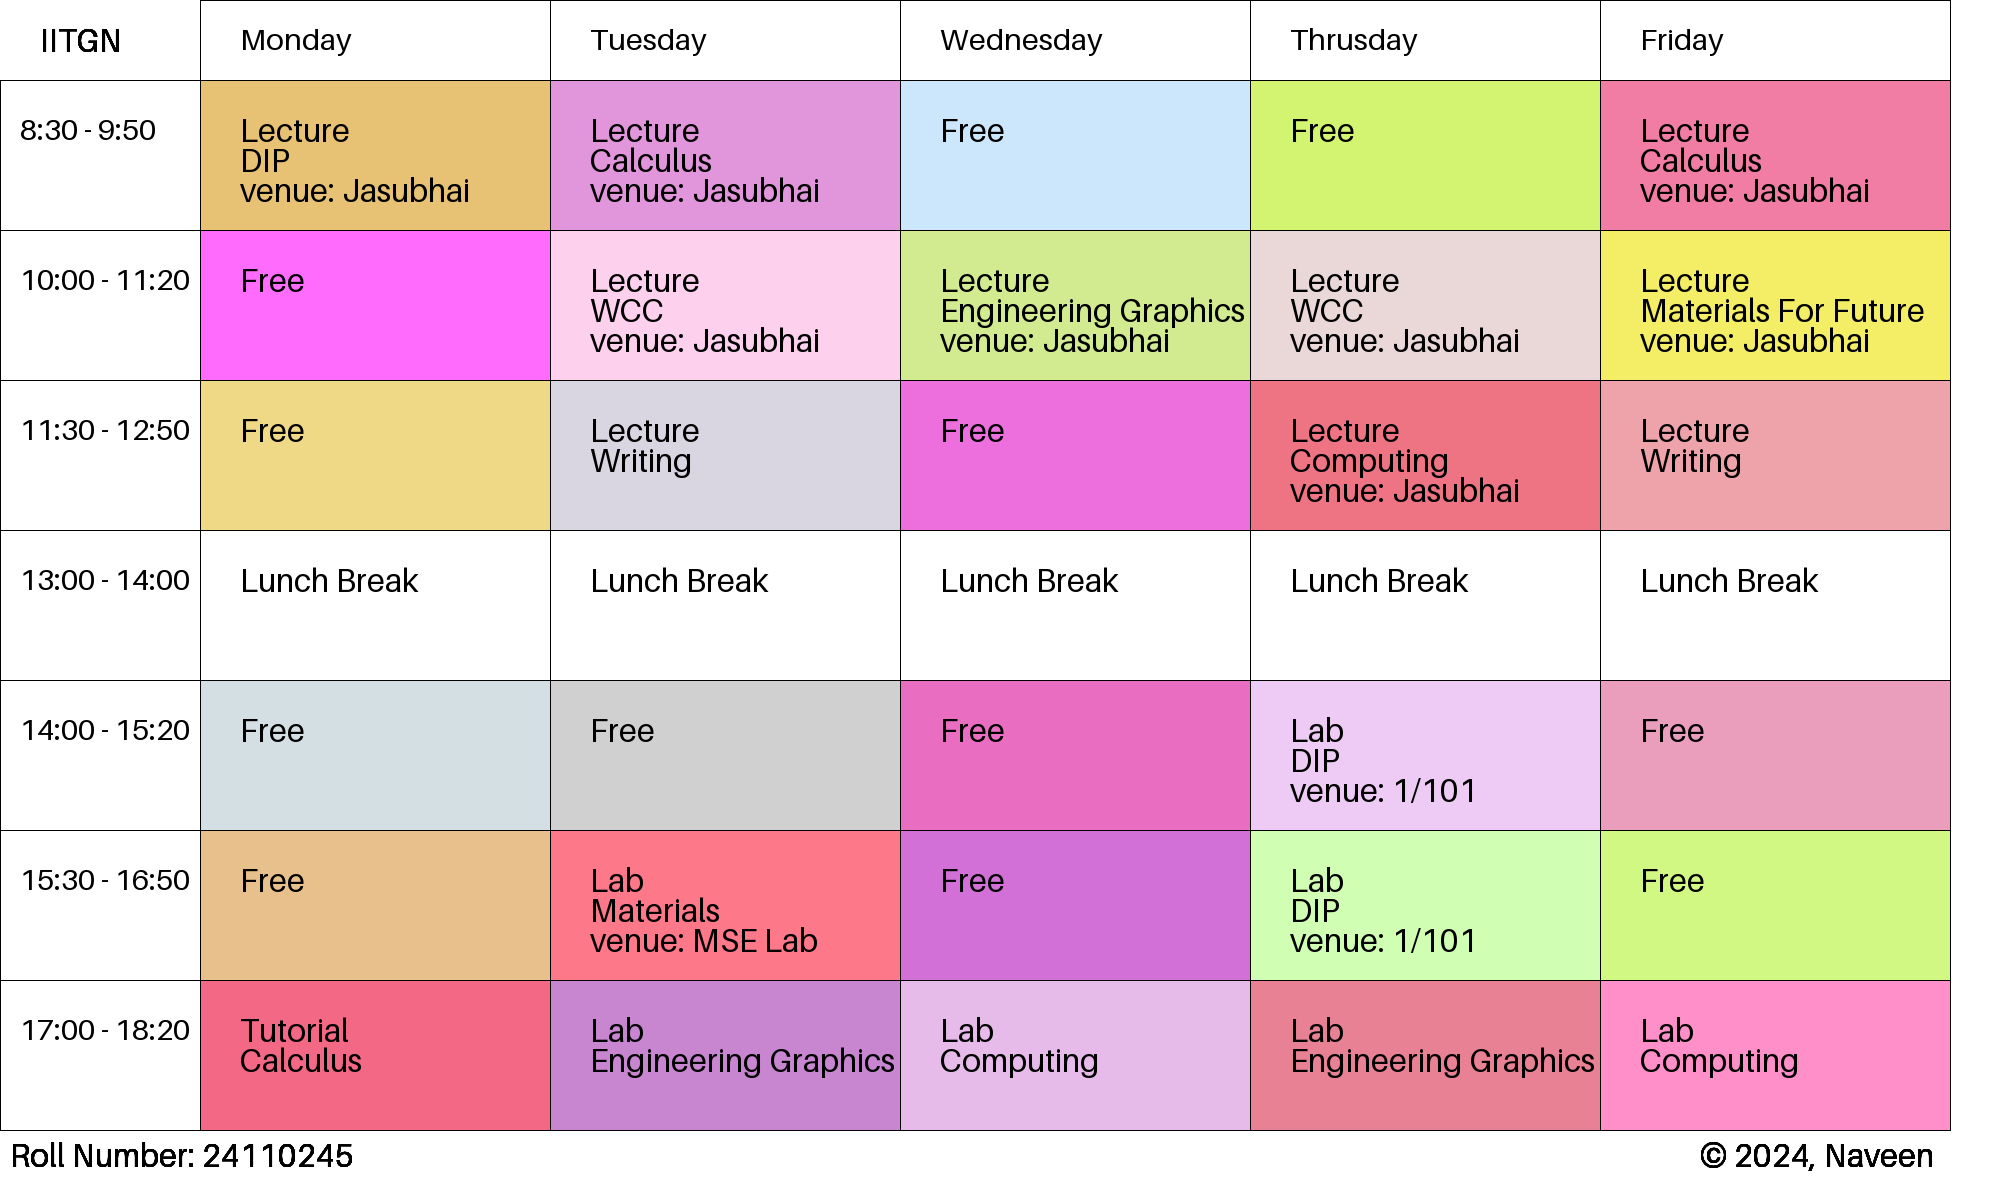 IITGN Monday Tuesday Wednesday Thrusday Friday
8:30 - 9:50
Lecture
DIP
venue: Jasubhai
Lecture
Calculus
venue: Jasubhai
Free
Free
Lecture
Calculus
venue: Jasubhai
10:00 - 11:20
Free
Lecture
WCC
venue: Jasubhai
Lecture
Engineering Graphics
venue: Jasubhai
Lecture
WCC
venue: Jasubhai
Lecture
Materials For Future
venue: Jasubhai
11:30 - 12:50
Free
Lecture
Writing
Free
Lecture
Computing
venue: Jasubhai
Lecture
Writing
13:00 - 14:00
Lunch Break
Lunch Break
Lunch Break
Lunch Break
Lunch Break
14:00 - 15:20
Free
Free
Free
Lab
DIP
venue: 1/101
Free
15:30 - 16:50
Free
Lab
Materials
venue: MSE Lab
Free
Lab
DIP
venue: 1/101
Free
17:00 - 18:20
Tutorial
Calculus
Lab
Engineering Graphics
Lab
Computing
Lab
Engineering Graphics
Lab
Computing
Roll Number: 24110245
© 2024, Naveen